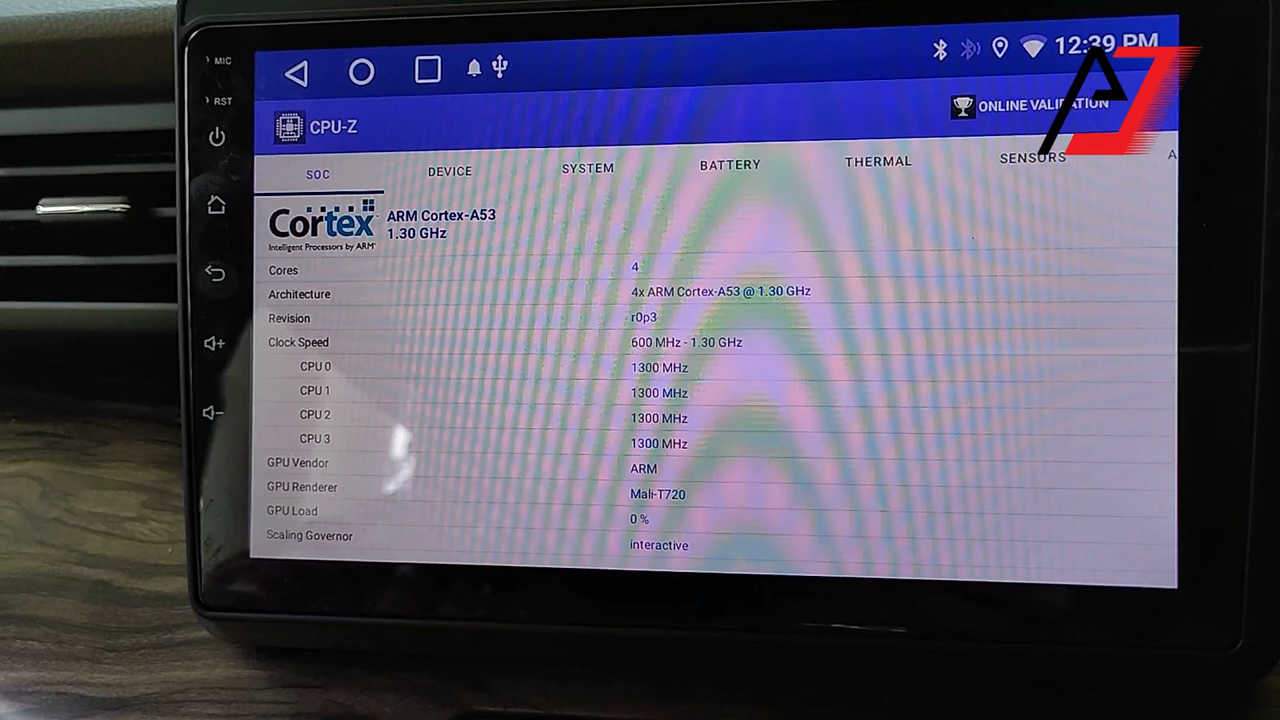 MIC
12:39 PM
RST
CPU-Z
ONLINE VALIDATION
SOC
DEVICE
SYSTEM
BATTERY
THERMAL
SENSORS
A
Cortex
Intelligent Processors by ARM
ARM Cortex-A53
1.30 GHz
Cores 4
Architecture 4x ARM Cortex-A53 @ 1.30 GHz
Revision r0p3
Clock Speed 600 MHz - 1.30 GHz
CPU 0 1300 MHz
CPU 1 1300 MHz
CPU 2 1300 MHz
CPU 3 1300 MHz
GPU Vendor ARM
GPU Renderer Mali-T720
GPU Load 0 %
Scaling Governor interactive